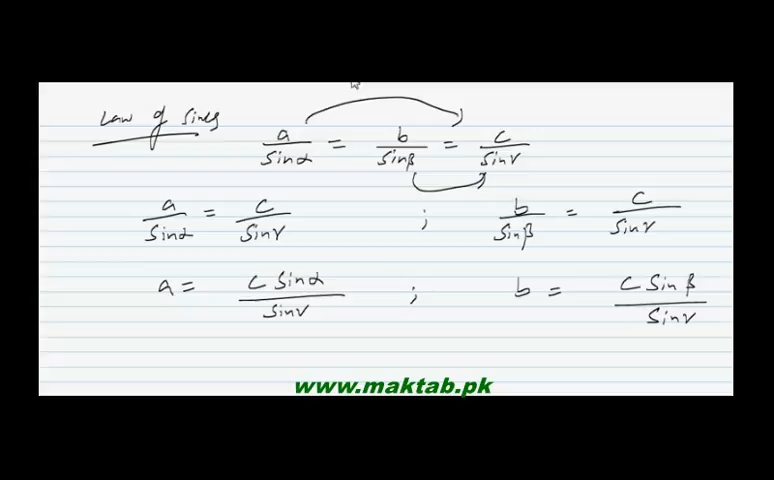 Law of Sines a/Sinα = b/Sinβ = c/Sinγ
a/Sinα = c/Sinγ ; b/Sinβ = c/Sinγ
a = c Sinα/Sinγ ; b = c Sinβ/Sinγ
www.maktab.pk